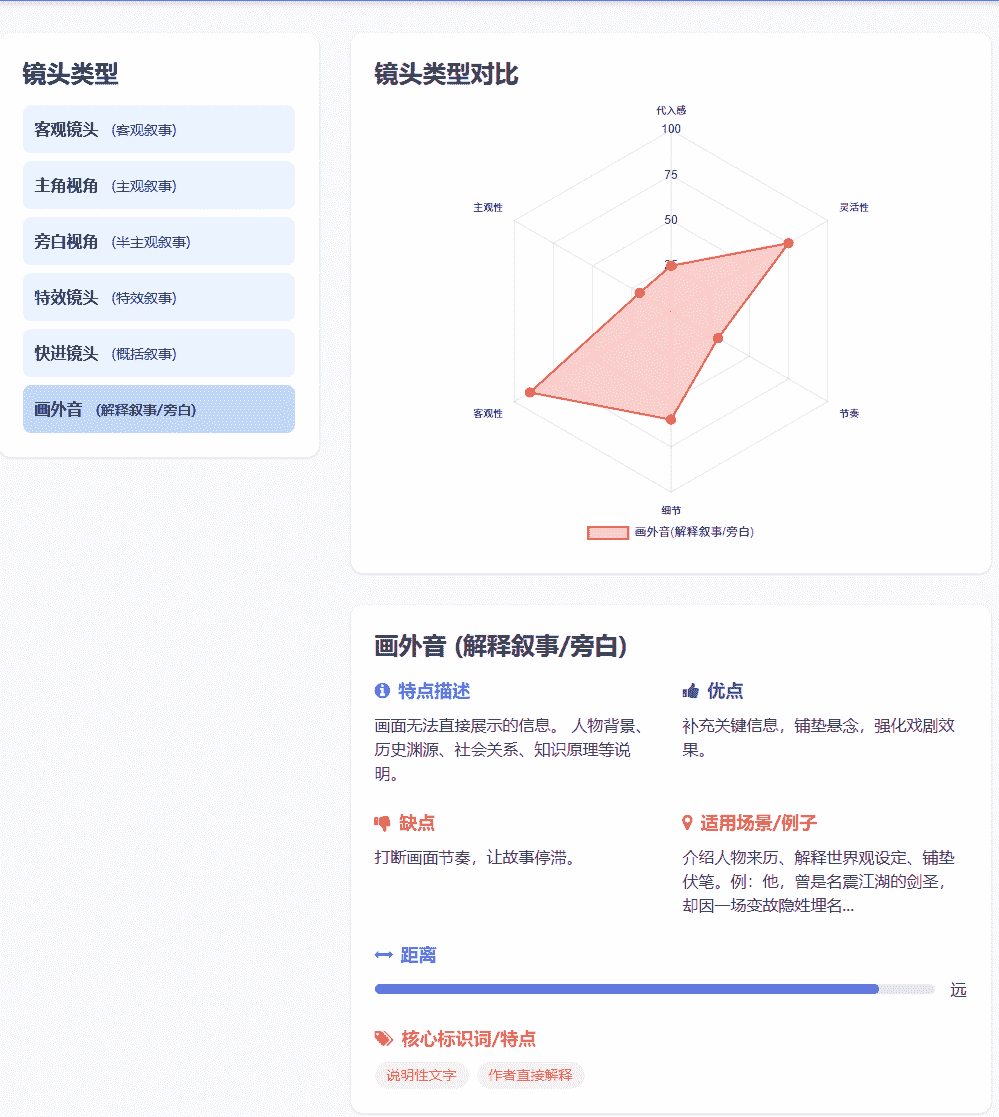 镜头类型
客观镜头 (客观叙事)
主角视角 (主观叙事)
旁白视角 (半主观叙事)
特效镜头 (特效叙事)
快进镜头 (概括叙事)
画外音 (解释叙事/旁白)
镜头类型对比
代入感
100
75
50
灵活性
主观性
客观性
节奏
细节
画外音(解释叙事/旁白)
画外音 (解释叙事/旁白)
特点描述
画面无法直接展示的信息。 人物背景、
历史渊源、社会关系、知识原理等说
明。
优点
补充关键信息，铺垫悬念，强化戏剧效
果。
缺点
打断画面节奏，让故事停滞。
适用场景/例子
介绍人物来历、解释世界观设定、铺垫
伏笔。例：他，曾是名震江湖的剑圣，
却因一场变故隐姓埋名...
距离
远
核心标识词/特点
说明性文字
作者直接解释